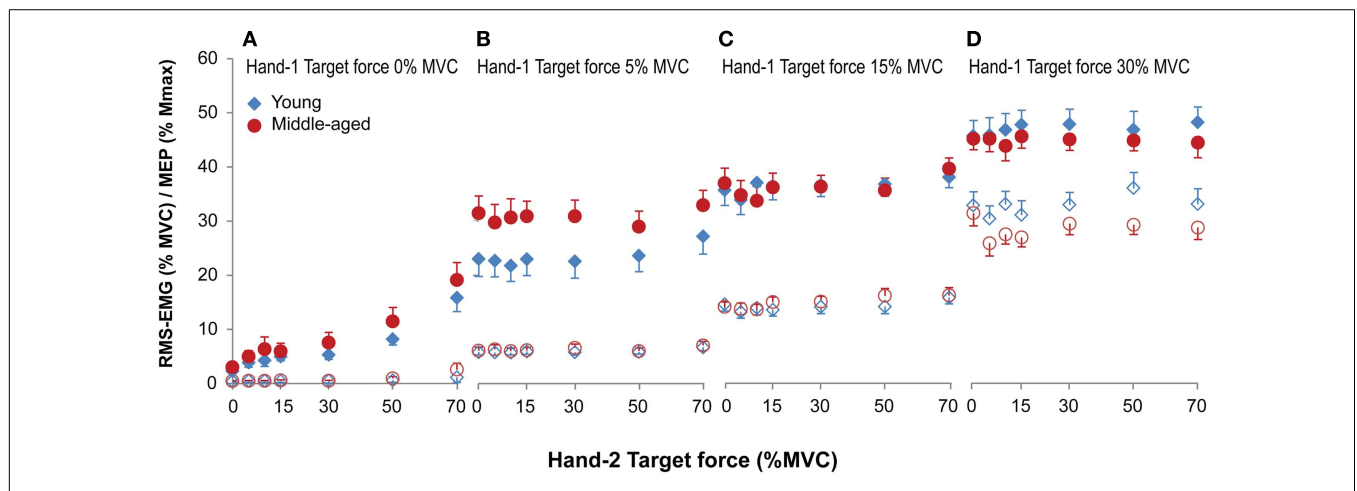 A B C D
Hand-1 Target force 0% MVC Hand-1 Target force 5% MVC Hand-1 Target force 15% MVC Hand-1 Target force 30% MVC
Young
Middle-aged
RMS-EMG (% MVC) / MEP (% Mmax)
60
50
40
30
20
10
0
0 15 30 50 70 0 15 30 50 70 0 15 30 50 70 0 15 30 50 70
Hand-2 Target force (%MVC)